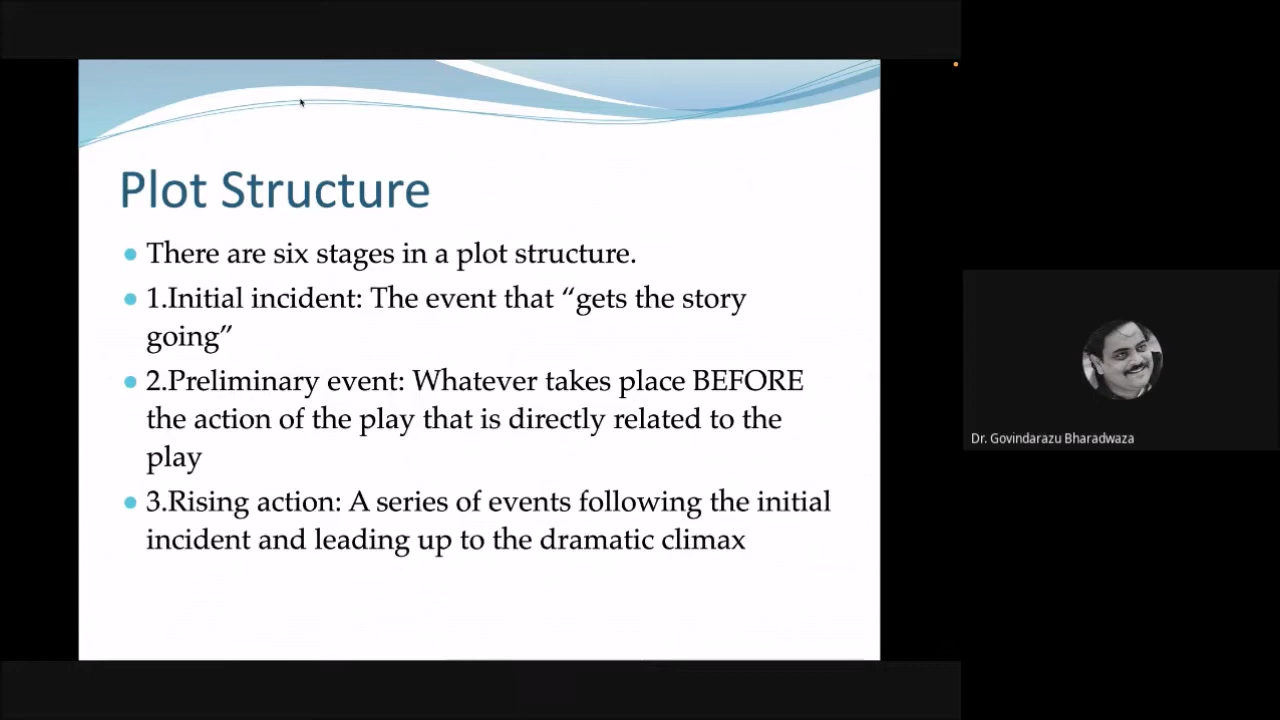 Plot Structure
There are six stages in a plot structure.
1.Initial incident: The event that “gets the story
going”
2.Preliminary event: Whatever takes place BEFORE
the action of the play that is directly related to the
play
3.Rising action: A series of events following the initial
incident and leading up to the dramatic climax
Dr. Govindarazu Bharadwaza